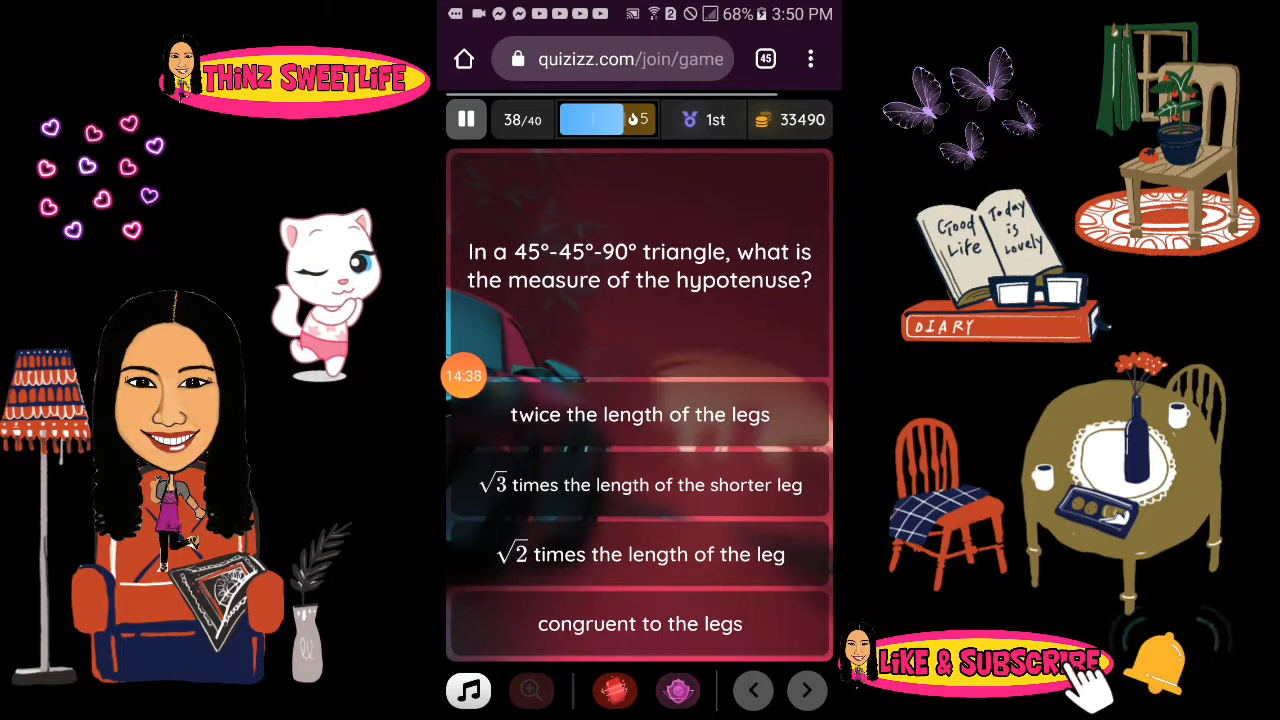 THiNZ SWEETLiFE
68% 3:50 PM
quizizz.com/join/game
45
38/40
5
1st
33490
In a 45°-45°-90° triangle, what is
the measure of the hypotenuse?
14:38
twice the length of the legs
√3 times the length of the shorter leg
√2 times the length of the leg
congruent to the legs
Good
Life
Today
is
Lovely
DIARY
LiKE & SUBSCRiBE